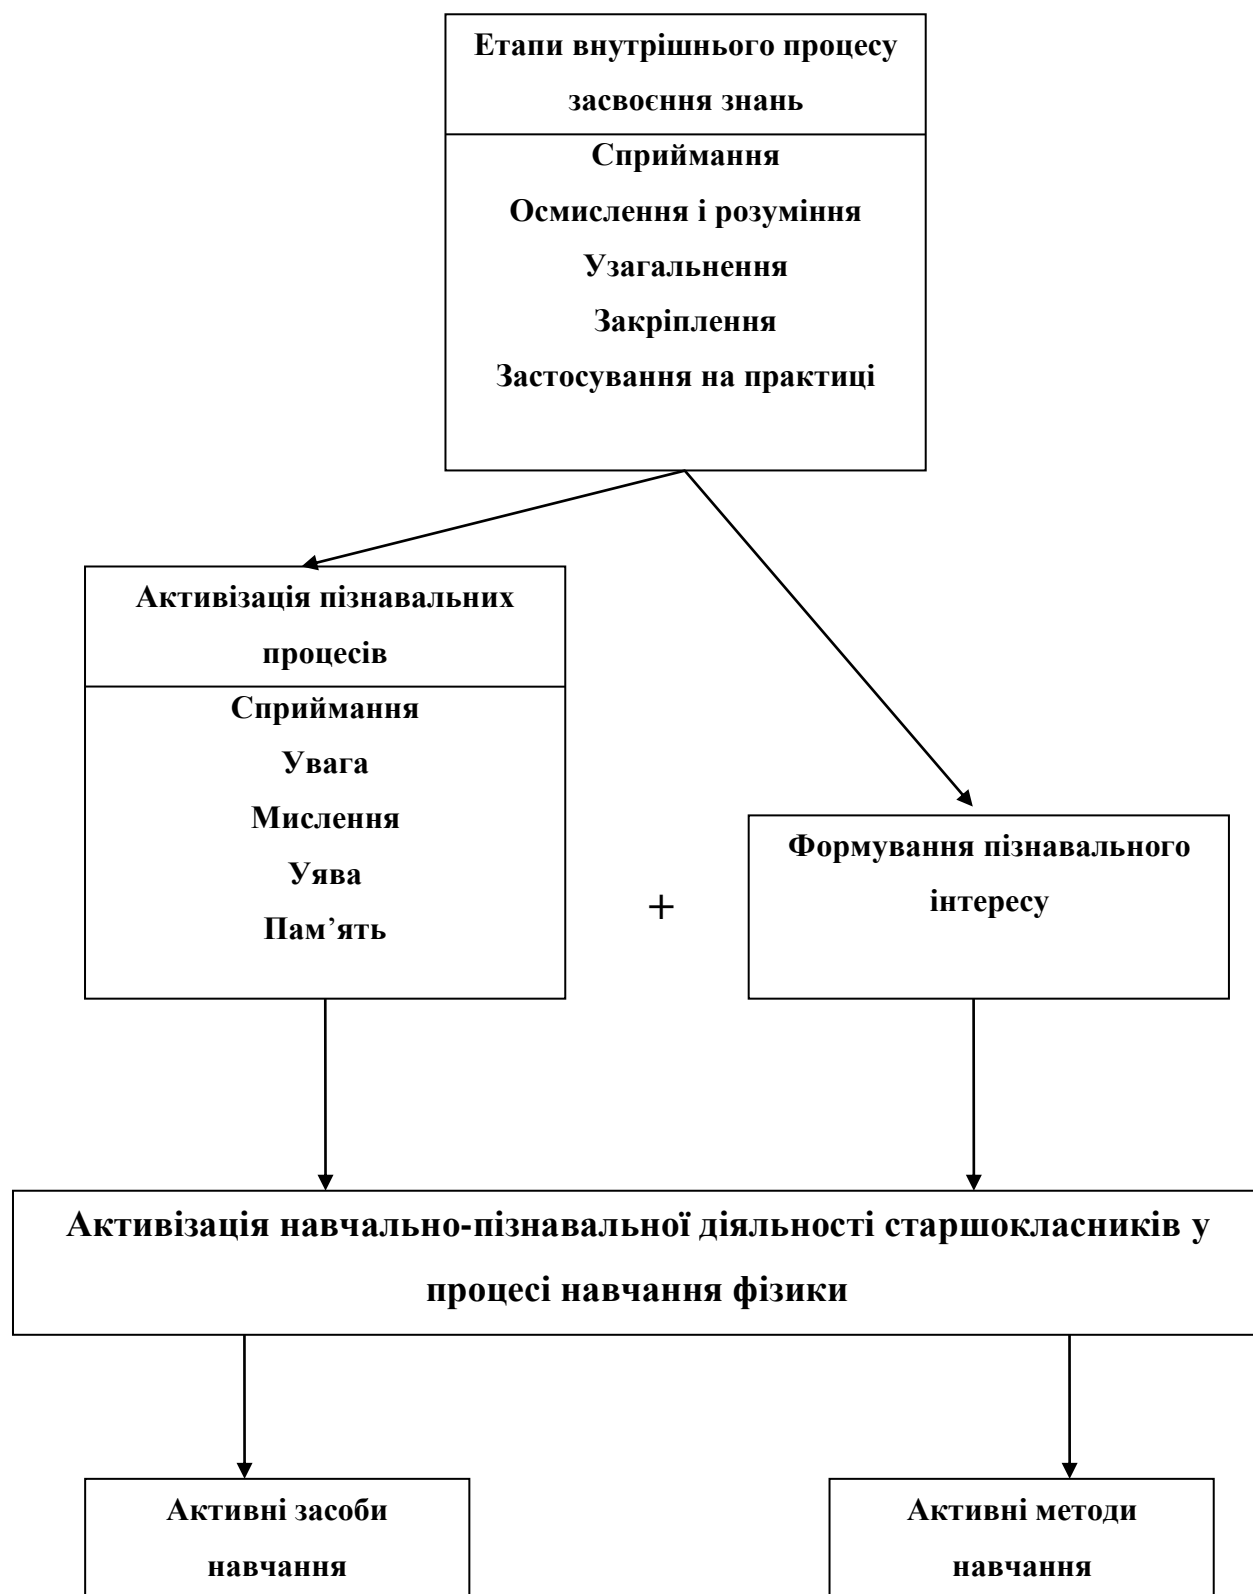 Етапи внутрішнього процесу
засвоєння знань
Сприймання
Осмислення і розуміння
Узагальнення
Закріплення
Застосування на практиці
Активізація пізнавальних
процесів
Сприймання
Увага
Мислення
Уява
Пам’ять
+
Формування пізнавального
інтересу
Активізація навчально-пізнавальної діяльності старшокласників у
процесі навчання фізики
Активні засоби
навчання
Активні методи
навчання